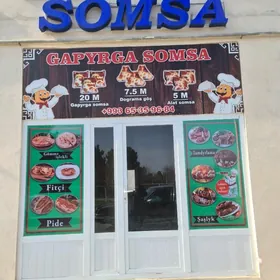 SOMSA
GAPYRGA SOMSA
20 M
7.5 M
5 M
Gapyrga somsa
Dograma göş
Alat somsa
+993 65-35-96-84
Fitçi
Pide
Şaşlyk